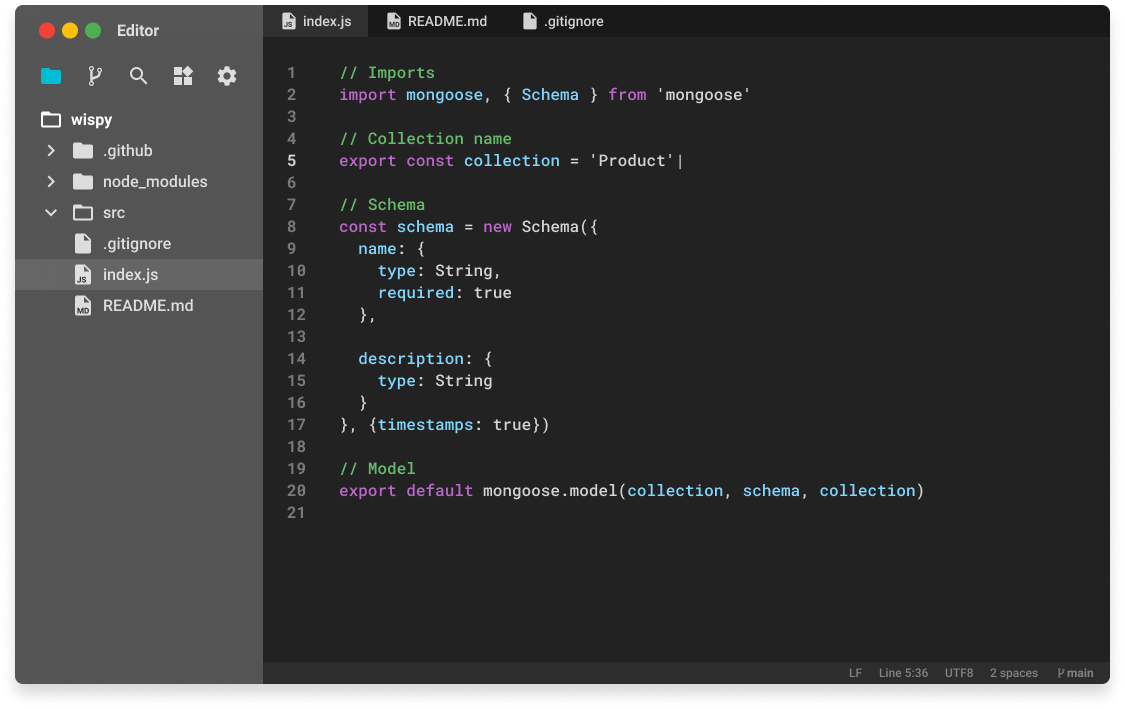 Editor
wispy
.github
node_modules
src
.gitignore
JS index.js
MD README.md
JS index.js
MD README.md
.gitignore
1 // Imports
2 import mongoose, { Schema } from 'mongoose'
3
4 // Collection name
5 export const collection = 'Product'|
6
7 // Schema
8 const schema = new Schema({
9   name: {
10     type: String,
11     required: true
12   },
13
14   description: {
15     type: String
16   }
17 }, {timestamps: true})
18
19 // Model
20 export default mongoose.model(collection, schema, collection)
21
LF Line 5:36 UTF8 2 spaces main